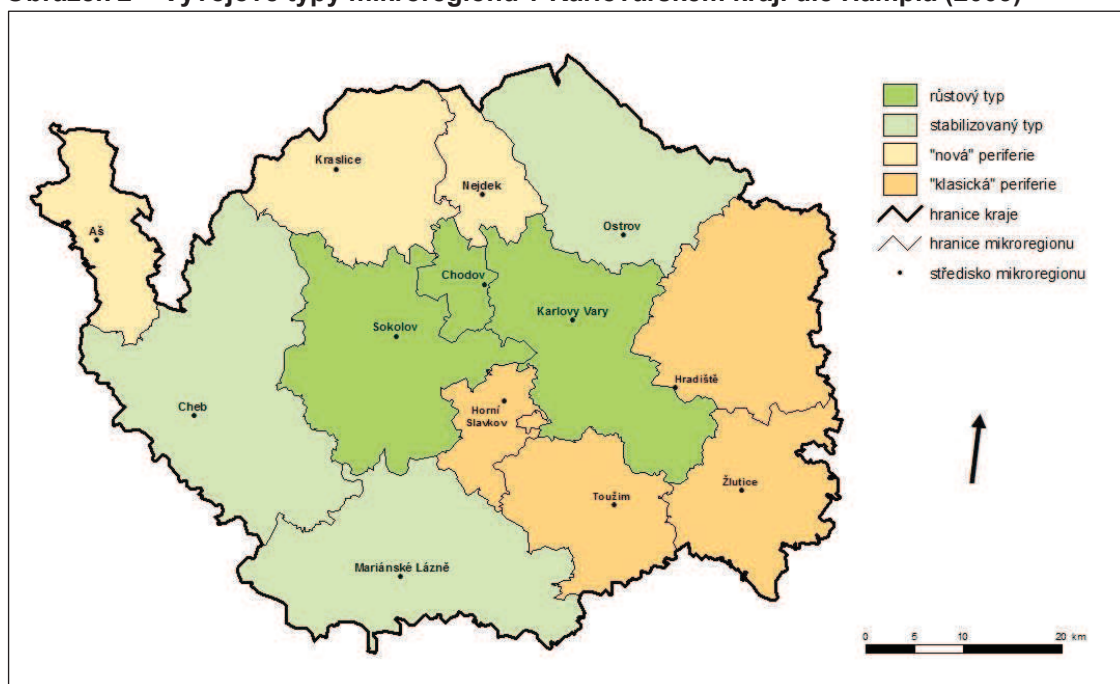 Obrázek 2 – Vývojové typy mikroregionů v Karlovarském kraji dle Hampla
růstový typ
stabilizovaný typ
"nová" periferie
"klasická" periferie
hranice kraje
hranice mikroregionu
středisko mikroregionu
Kraslice
Nejdek
Aš
Ostrov
Chodov
Karlovy Vary
Sokolov
Hradiště
Cheb
Horní
Slavkov
Žlutice
Toužim
Mariánské Lázně
0 5 10 20 km